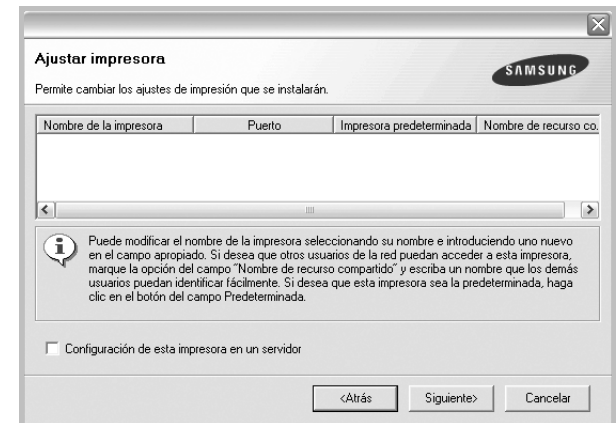 Ajustar impresora
SAMSUNG
Permite cambiar los ajustes de impresión que se instalarán.
Nombre de la impresora Puerto Impresora predeterminada Nombre de recurso co.
Puede modificar el nombre de la impresora seleccionando su nombre e introduciendo uno nuevo
en el campo apropiado. Si desea que otros usuarios de la red puedan acceder a esta impresora,
marque la opción del campo "Nombre de recurso compartido" y escriba un nombre que los demás
usuarios puedan identificar fácilmente. Si desea que esta impresora sea la predeterminada, haga
clic en el botón del campo Predeterminada.
Configuración de esta impresora en un servidor
<Atrás Siguiente> Cancelar